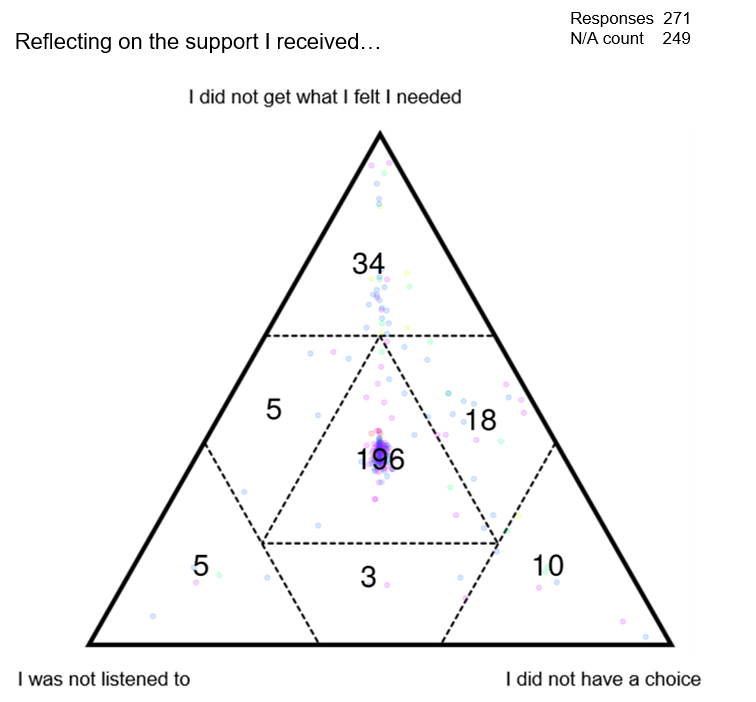 Responses 271
Reflecting on the support I received…
N/A count 249
I did not get what I felt I needed
34
5
18
196
5
3
10
I was not listened to
I did not have a choice